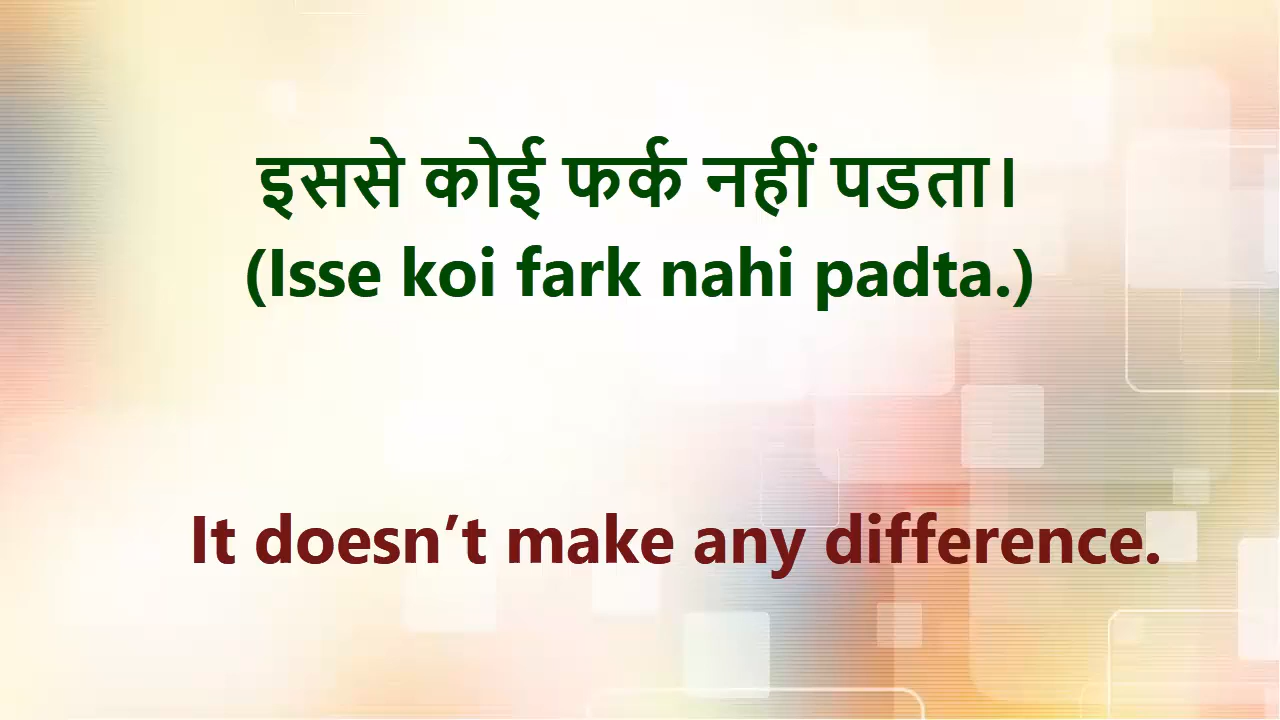 इससे कोई फर्क नहीं पडता।
(Isse koi fark nahi padta.)
It doesn’t make any difference.